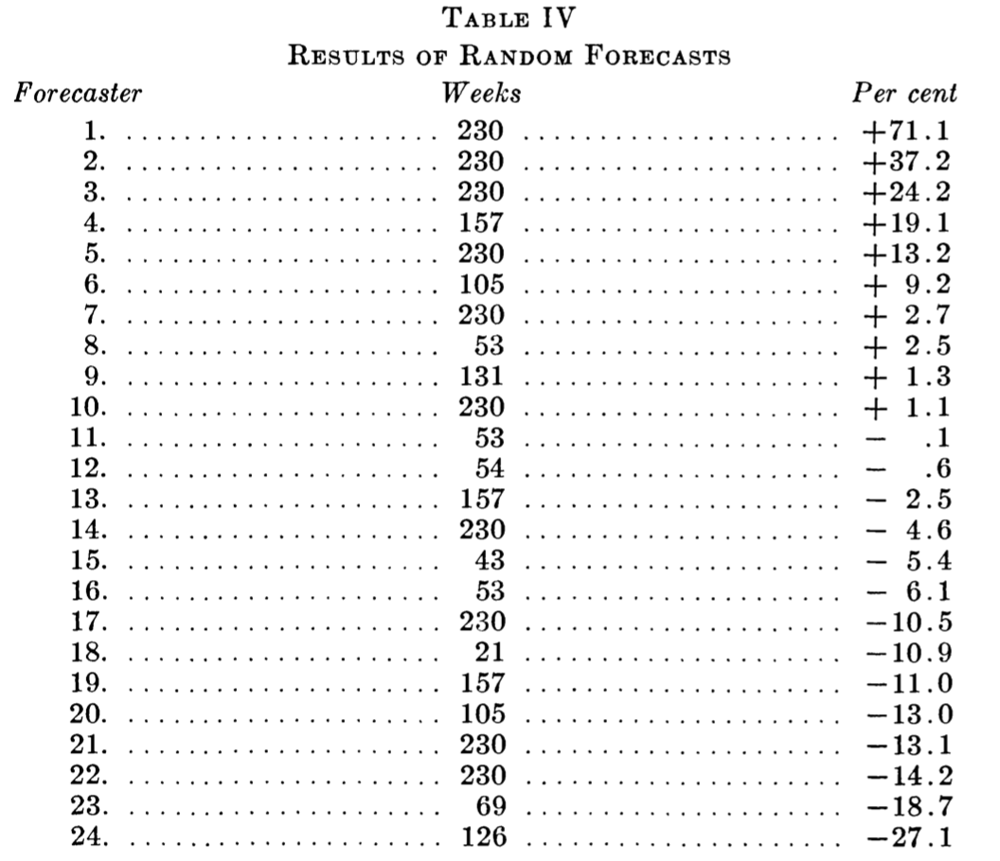 TABLE IV
RESULTS OF RANDOM FORECASTS
Forecaster Weeks Per cent
1. ..................... 230 ..................... +71.1
2. ..................... 230 ..................... +37.2
3. ..................... 230 ..................... +24.2
4. ..................... 157 ..................... +19.1
5. ..................... 230 ..................... +13.2
6. ..................... 105 ..................... + 9.2
7. ..................... 230 ..................... + 2.7
8. ..................... 53 ..................... + 2.5
9. ..................... 131 ..................... + 1.3
10. ..................... 230 ..................... + 1.1
11. ..................... 53 ..................... − .1
12. ..................... 54 ..................... − .6
13. ..................... 157 ..................... − 2.5
14. ..................... 230 ..................... − 4.6
15. ..................... 43 ..................... − 5.4
16. ..................... 53 ..................... − 6.1
17. ..................... 230 ..................... −10.5
18. ..................... 21 ..................... −10.9
19. ..................... 157 ..................... −11.0
20. ..................... 105 ..................... −13.0
21. ..................... 230 ..................... −13.1
22. ..................... 230 ..................... −14.2
23. ..................... 69 ..................... −18.7
24. ..................... 126 ..................... −27.1